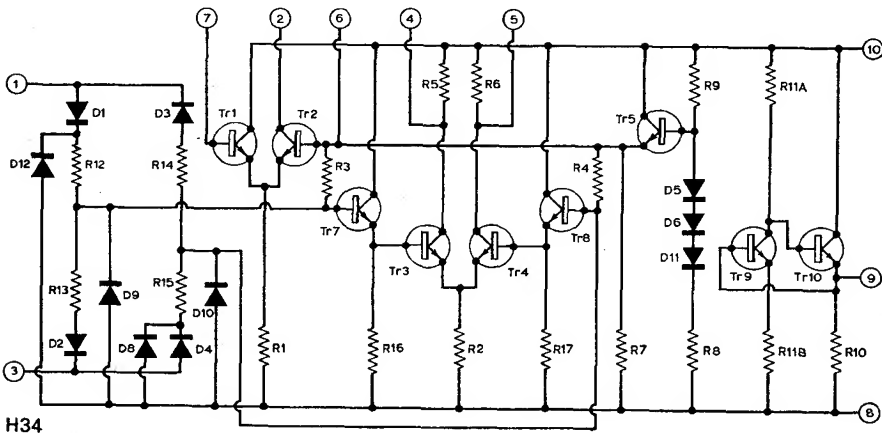 7 2 6 4 5
10
1
D1 D3 R5 R6 R9 R11A
Tr1 Tr2 Tr5
D12 R12 R14 R3 R4
D5
Tr7 Tr8 D6
Tr3 Tr4 D11 Tr9 Tr10
R13 D9 R15 D10 9
D2 D8 D4 R1 R16 R2 R17 R7 R8 R11B R10
3
8
H34